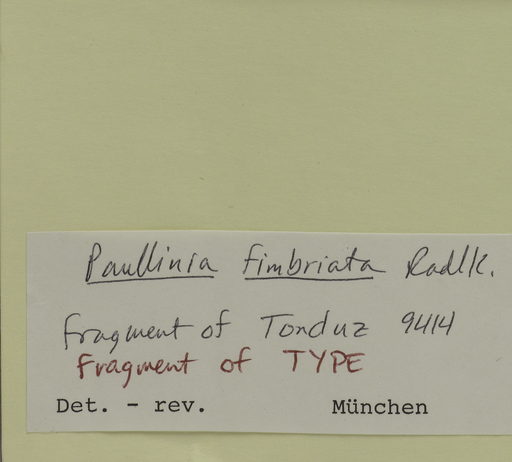 Paullinia fimbriata Radlk.
fragment of Tonduz 9414
Fragment of TYPE
Det. - rev. München